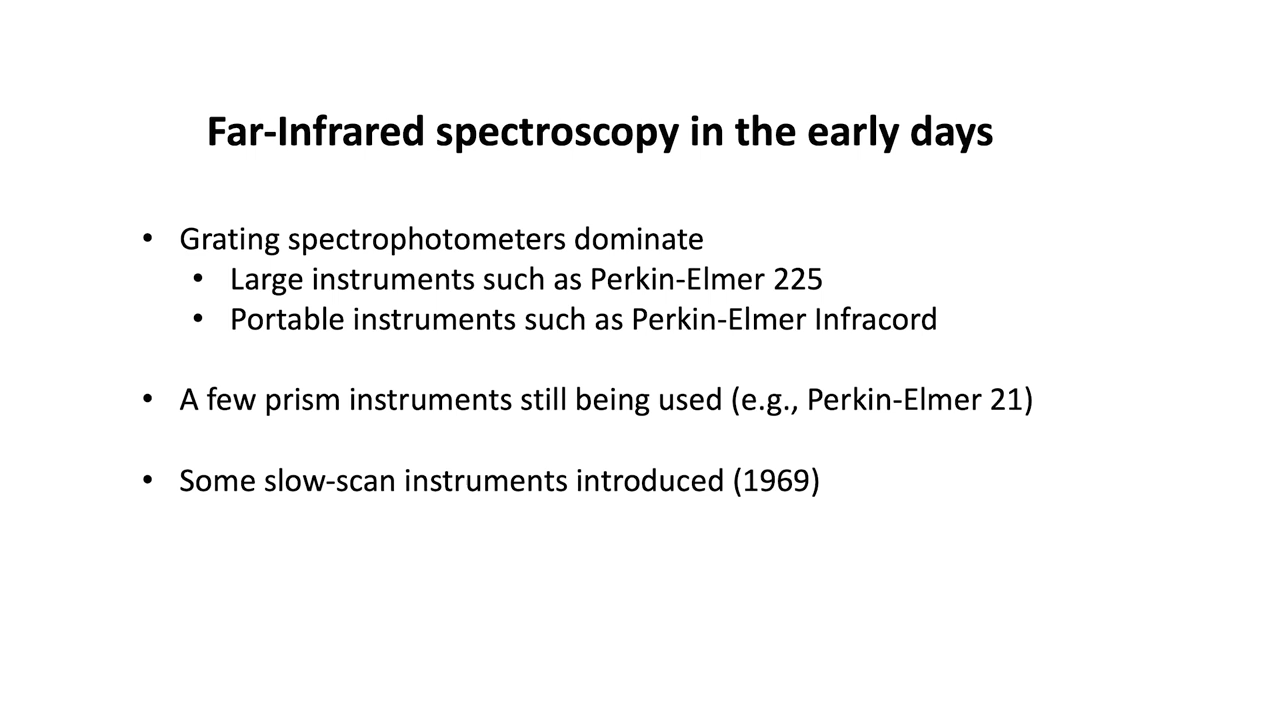 Far-Infrared spectroscopy in the early days
• Grating spectrophotometers dominate
• Large instruments such as Perkin-Elmer 225
• Portable instruments such as Perkin-Elmer Infracord
• A few prism instruments still being used (e.g., Perkin-Elmer 21)
• Some slow-scan instruments introduced (1969)